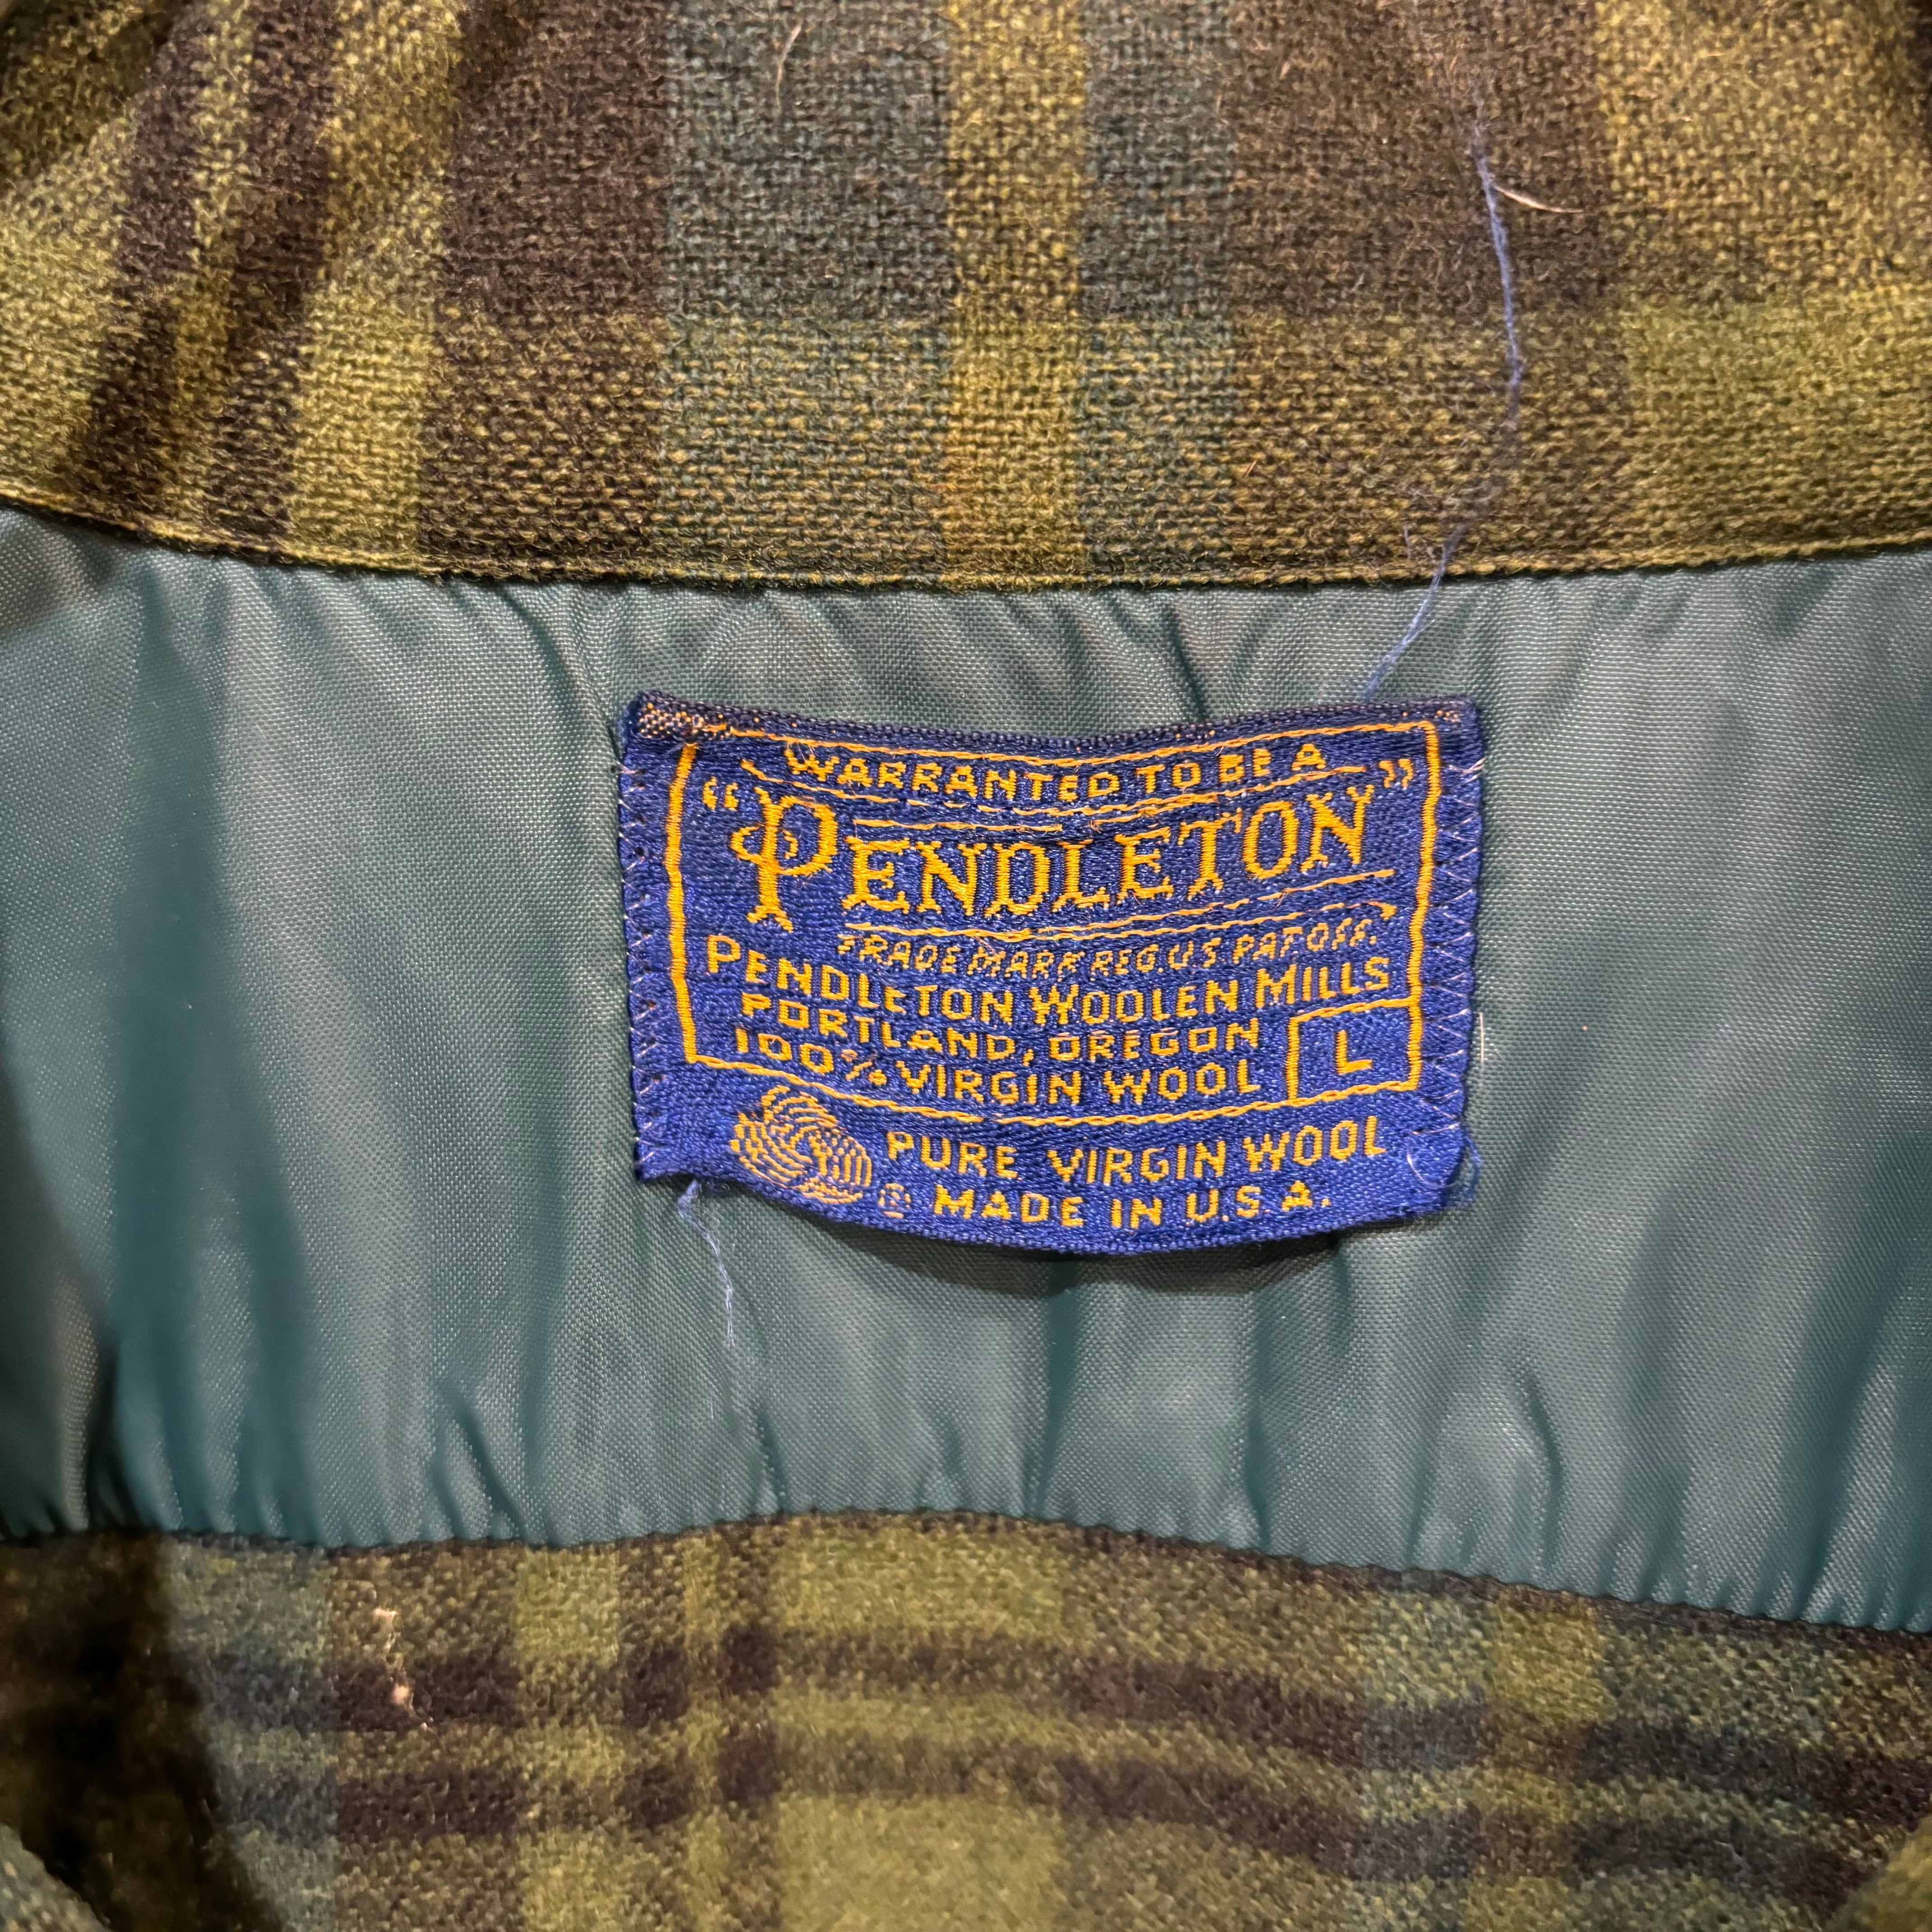 WARRANTED TO BE A
"PENDLETON"
TRADE MARK REG. U.S. PAT. OFF.
PENDLETON WOOLEN MILLS
PORTLAND, OREGON
100% VIRGIN WOOL L
PURE VIRGIN WOOL
® MADE IN U.S.A.